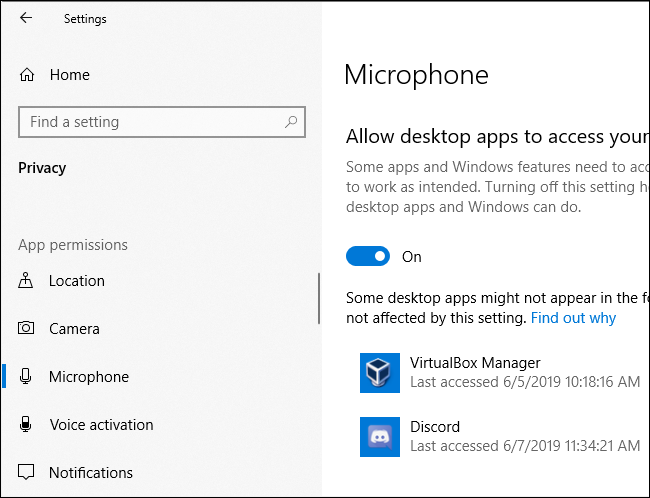 Settings
Home
Find a setting
Privacy
App permissions
Location
Camera
Microphone
Voice activation
Notifications
Microphone
Allow desktop apps to access your
Some apps and Windows features need to
to work as intended. Turning off this setting
desktop apps and Windows can do.
On
Some desktop apps might not appear in the
not affected by this setting. Find out why
VirtualBox Manager
Last accessed 6/5/2019 10:18:16 AM
Discord
Last accessed 6/7/2019 11:34:21 AM